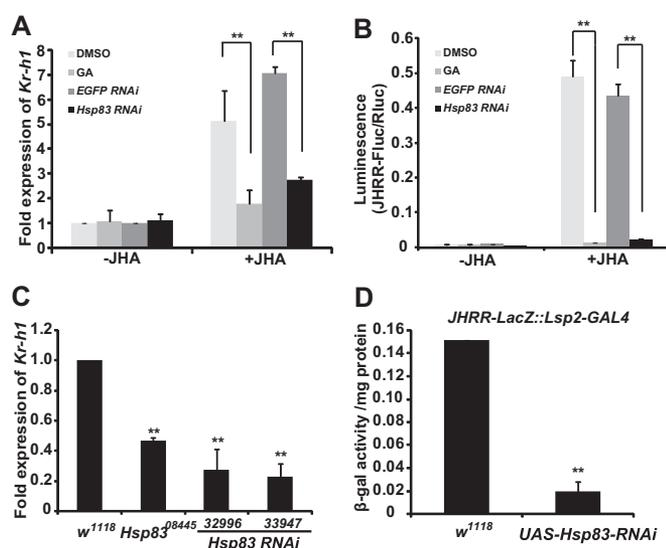 A
Fold expression of Kr-h1
8
7
6
5
4
3
2
1
0
DMSO
GA
EGFP RNAi
Hsp83 RNAi
**
**
-JHA
+JHA
B
Luminescence
(JHRR-Fluc/Rluc)
0.6
0.5
0.4
0.3
0.2
0.1
0
DMSO
GA
EGFP RNAi
Hsp83 RNAi
**
**
-JHA
+JHA
C
Fold expression of Kr-h1
1.2
1.0
0.8
0.6
0.4
0.2
0
**
**
**
w1118
Hsp8308445
32996
33947
Hsp83 RNAi
D
JHRR-LacZ::Lsp2-GAL4
β-gal activity /mg protein
0.16
0.14
0.12
0.10
0.08
0.06
0.04
0.02
0.00
**
w1118
UAS-Hsp83-RNAi